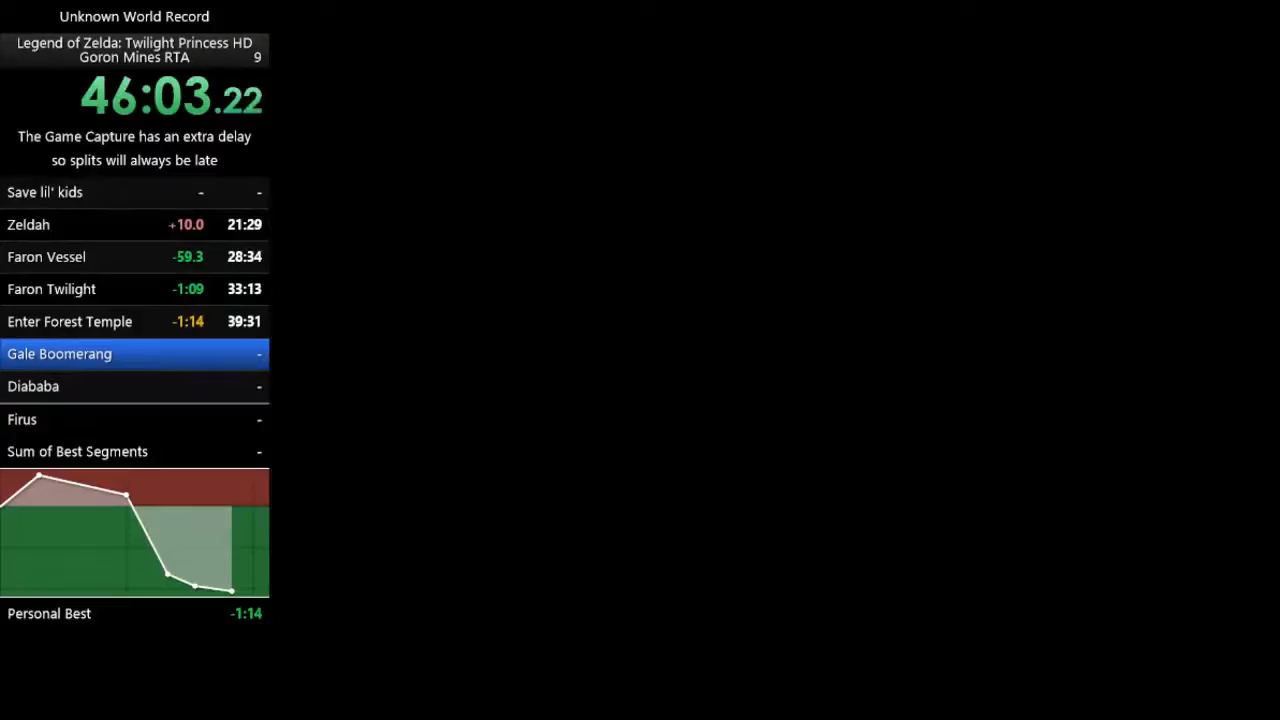 Unknown World Record
Legend of Zelda: Twilight Princess HD
Goron Mines RTA 9
46:03.22
The Game Capture has an extra delay
so splits will always be late
Save lil' kids - -
Zeldah +10.0 21:29
Faron Vessel -59.3 28:34
Faron Twilight -1:09 33:13
Enter Forest Temple -1:14 39:31
Gale Boomerang -
Diababa -
Firus -
Sum of Best Segments -
Personal Best -1:14